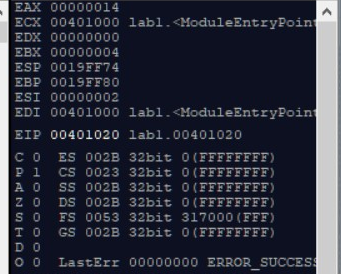 EAX 00000014
ECX 00401000 lab1.<ModuleEntryPoint
EDX 00000000
EBX 00000004
ESP 0019FF74
EBP 0019FF80
ESI 00000002
EDI 00401000 lab1.<ModuleEntryPoint
EIP 00401020 lab1.00401020
C 0 ES 002B 32bit 0(FFFFFFFF)
P 1 CS 0023 32bit 0(FFFFFFFF)
A 0 SS 002B 32bit 0(FFFFFFFF)
Z 0 DS 002B 32bit 0(FFFFFFFF)
S 0 FS 0053 32bit 317000(FFF)
T 0 GS 002B 32bit 0(FFFFFFFF)
D 0
O 0 LastErr 00000000 ERROR_SUCCESS